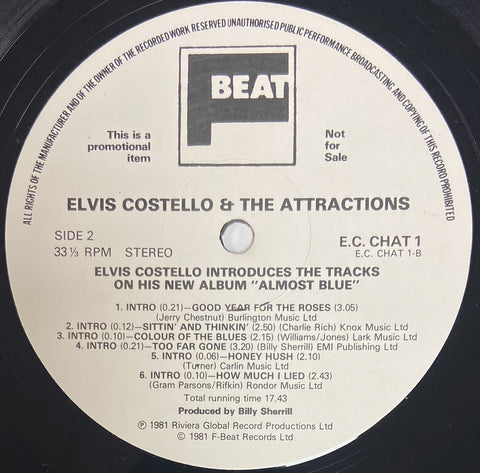 ALL RIGHTS OF THE MANUFACTURER AND OF THE OWNER OF THE RECORDED WORK RESERVED UNAUTHORISED PUBLIC PERFORMANCE BROADCASTING AND COPYING OF THIS RECORD PROHIBITED
F BEAT
This is a
promotional
item
Not
for
Sale
ELVIS COSTELLO & THE ATTRACTIONS
SIDE 2
33⅓ RPM STEREO
E.C. CHAT 1
E.C. CHAT 1-B
ELVIS COSTELLO INTRODUCES THE TRACKS
ON HIS NEW ALBUM "ALMOST BLUE"
1. INTRO (0.21)—GOOD YEAR FOR THE ROSES (3.05)
(Jerry Chestnut) Burlington Music Ltd
2. INTRO (0.12)—SITTIN' AND THINKIN' (2.50) (Charlie Rich) Knox Music Ltd
3. INTRO (0.10)—COLOUR OF THE BLUES (2.15) (Williams/Jones) Lark Music Ltd
4. INTRO (0.21)—TOO FAR GONE (3.20) (Billy Sherrill) EMI Publishing Ltd
5. INTRO (0.06)—HONEY HUSH (2.10)
(Turner) Carlin Music Ltd
6. INTRO (0.10)—HOW MUCH I LIED (2.43)
(Gram Parsons/Rifkin) Rondor Music Ltd
Total running time 17.43
Produced by Billy Sherrill
℗ 1981 Riviera Global Record Productions Ltd
© 1981 F-Beat Records Ltd